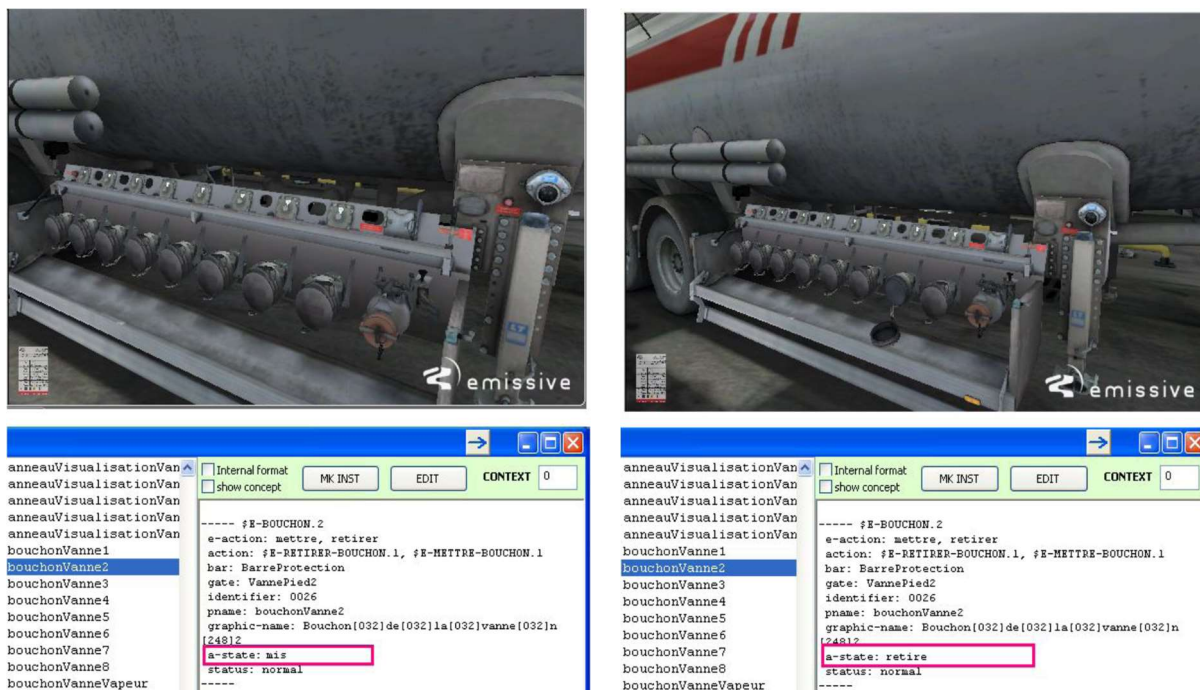 emissive
emissive
anneauVisualisationVan
anneauVisualisationVan
anneauVisualisationVan
anneauVisualisationVan
anneauVisualisationVan
bouchonVanne1
bouchonVanne2
bouchonVanne3
bouchonVanne4
bouchonVanne5
bouchonVanne6
bouchonVanne7
bouchonVanne8
bouchonVanneVapeur
Internal format
show concept
MK INST
EDIT
CONTEXT 0
----- $E-BOUCHON.2
e-action: mettre, retirer
action: $E-RETIRER-BOUCHON.1, $E-METTRE-BOUCHON.1
bar: BarreProtection
gate: VannePied2
identifier: 0026
pname: bouchonVanne2
graphic-name: Bouchon[032]de[032]la[032]vanne[032]n
[248]2
a-state: mis
status: normal
-----
anneauVisualisationVan
anneauVisualisationVan
anneauVisualisationVan
anneauVisualisationVan
anneauVisualisationVan
bouchonVanne1
bouchonVanne2
bouchonVanne3
bouchonVanne4
bouchonVanne5
bouchonVanne6
bouchonVanne7
bouchonVanne8
bouchonVanneVapeur
Internal format
show concept
MK INST
EDIT
CONTEXT 0
----- $E-BOUCHON.2
e-action: mettre, retirer
action: $E-RETIRER-BOUCHON.1, $E-METTRE-BOUCHON.1
bar: BarreProtection
gate: VannePied2
identifier: 0026
pname: bouchonVanne2
graphic-name: Bouchon[032]de[032]la[032]vanne[032]n
[248]2
a-state: retire
status: normal
-----